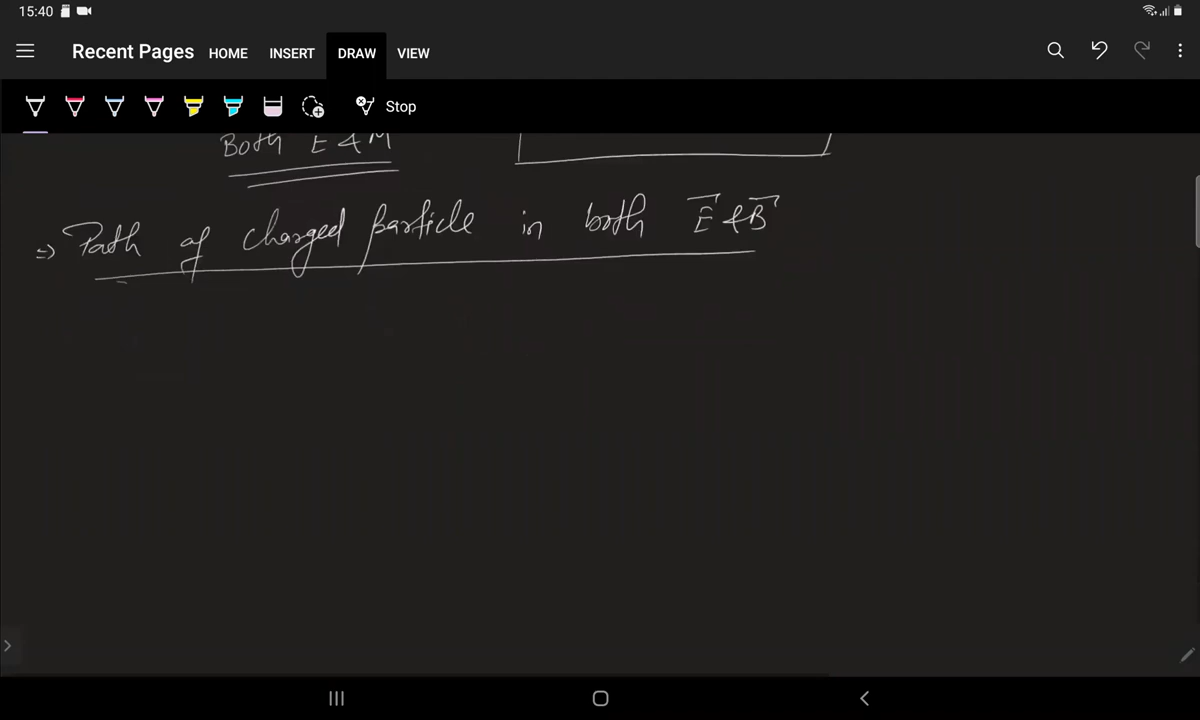 15:40
Recent Pages HOME INSERT DRAW VIEW
Stop
Both E & M
⇒ Path of charged particle in both E⃗ & B⃗